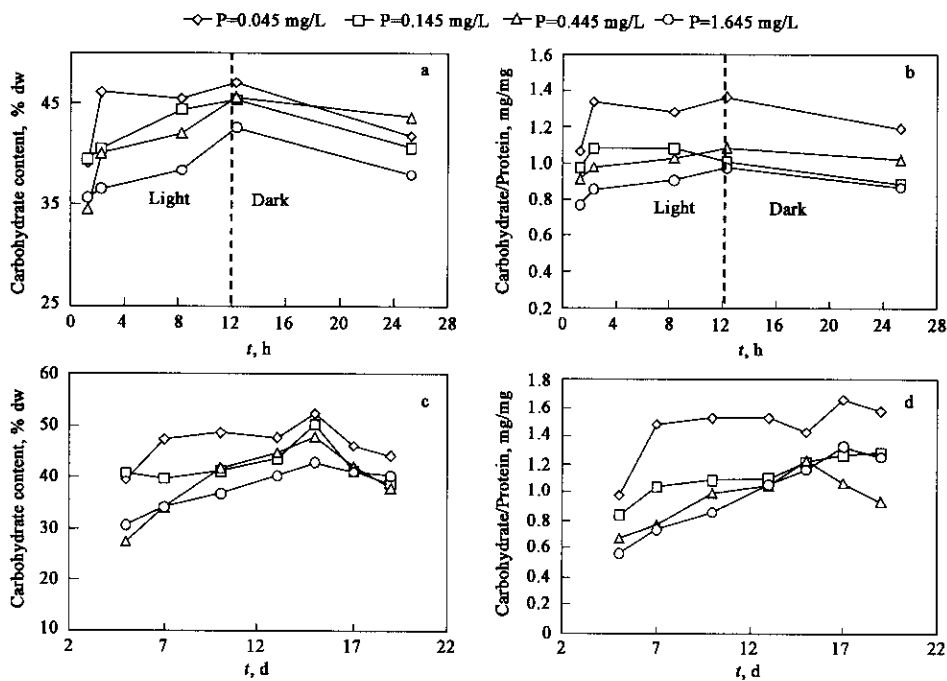 P=0.045 mg/L P=0.145 mg/L P=0.445 mg/L P=1.645 mg/L
Carbohydrate content, % dw
45
35
25
a
Light Dark
0 4 8 12 16 20 24 28
t, h
Carbohydrate/Protein, mg/mg
1.6
1.4
1.2
1.0
0.8
0.6
0.4
0.2
b
Light Dark
0 4 8 12 16 20 24 28
t, h
Carbohydrate content, % dw
60
50
40
30
20
10
c
2 7 12 17 22
t, d
Carbohydrate/Protein, mg/mg
1.8
1.6
1.4
1.2
1.0
0.8
0.6
0.4
0.2
0
d
2 7 12 17 22
t, d